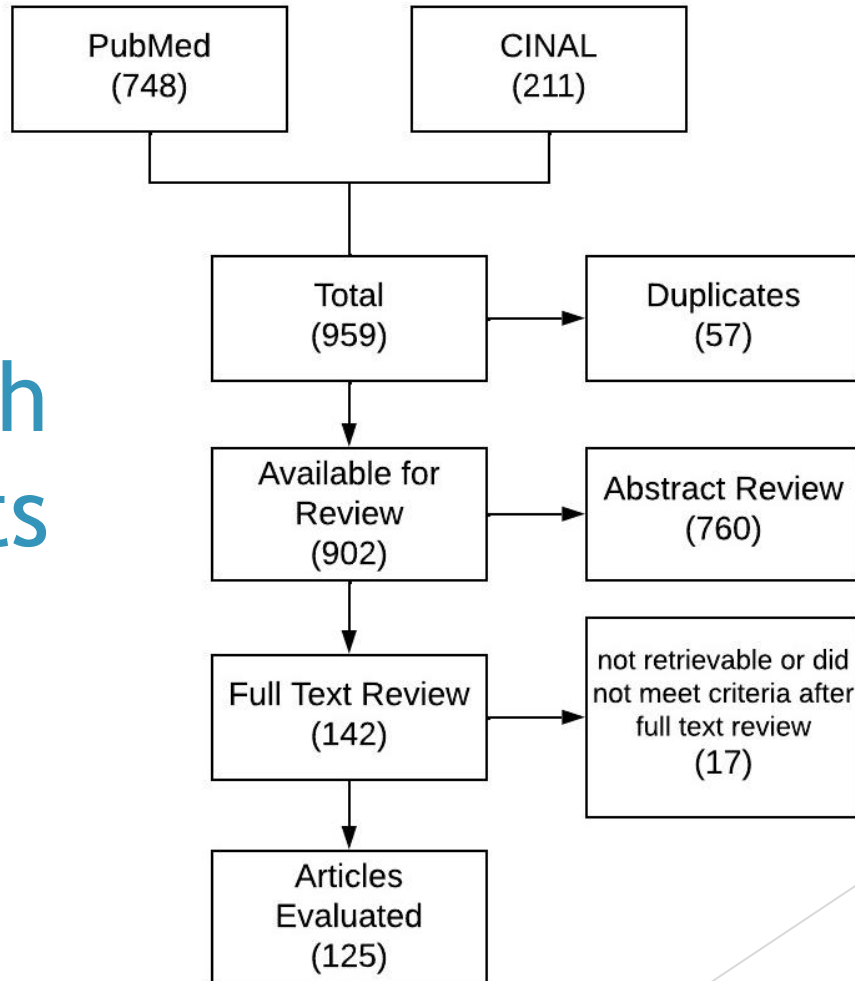 PubMed
(748)
CINAL
(211)
Total
(959)
Duplicates
(57)
Available for
Review
(902)
Abstract Review
(760)
Full Text Review
(142)
not retrievable or did
not meet criteria after
full text review
(17)
Articles
Evaluated
(125)